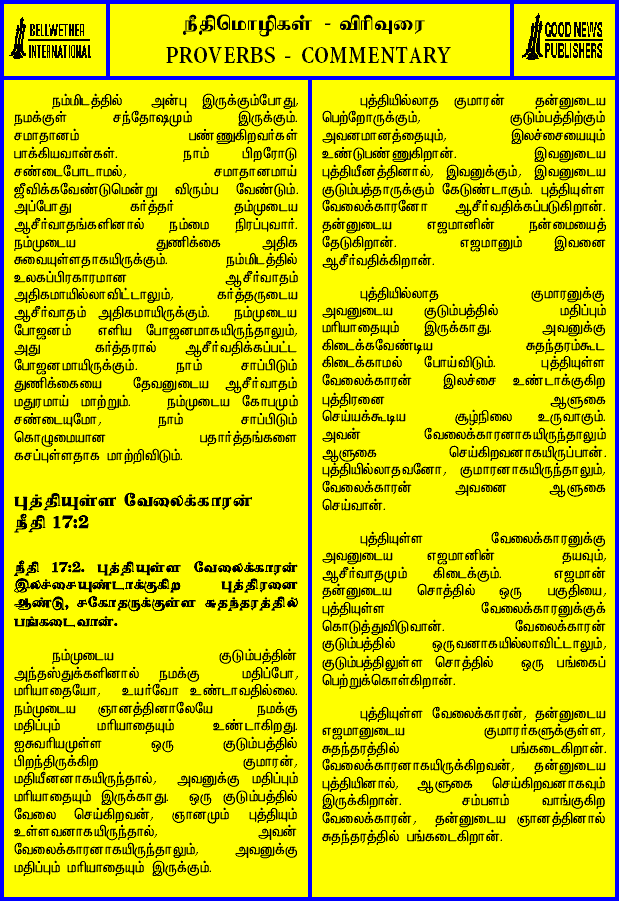 BELLWETHER
INTERNATIONAL
நீதிமொழிகள் - விரிவுரை
PROVERBS - COMMENTARY
GOOD NEWS
PUBLISHERS
நம்மிடத்தில் அன்பு இருக்கும்போது,
நமக்குள் சந்தோஷமும் இருக்கும்.
சமாதானம் பண்ணுகிறவர்கள்
பாக்கியவான்கள். நாம் பிறரோடு
சண்டைபோடாமல், சமாதானமாய்
ஜீவிக்கவேண்டுமென்று விரும்ப வேண்டும்.
அப்போது கர்த்தர் தம்முடைய
ஆசீர்வாதங்களினால் நம்மை நிரப்புவார்.
நம்முடைய துணிக்கை அதிக
சுவையுள்ளதாகயிருக்கும். நம்மிடத்தில்
உலகப்பிரகாரமான ஆசீர்வாதம்
அதிகமாயில்லாவிட்டாலும், கர்த்தருடைய
ஆசீர்வாதம் அதிகமாயிருக்கும். நம்முடைய
போஜனம் எளிய போஜனமாகயிருந்தாலும்,
அது கர்த்தரால் ஆசீர்வதிக்கப்பட்ட
போஜனமாயிருக்கும். நாம் சாப்பிடும்
துணிக்கையை தேவனுடைய ஆசீர்வாதம்
மதுரமாய் மாற்றும். நம்முடைய கோபமும்
சண்டையுமோ, நாம் சாப்பிடும்
கொழுமையான பதார்த்தங்களை
கசப்புள்ளதாக மாற்றிவிடும்.
புத்தியுள்ள வேலைக்காரன்
நீதி 17:2
நீதி 17:2. புத்தியுள்ள வேலைக்காரன்
இலச்சையுண்டாக்குகிற புத்திரனை
ஆண்டு, சகோதருக்குள்ள சுதந்தரத்தில்
பங்கடைவான்.
நம்முடைய குடும்பத்தின்
அந்தஸ்துக்களினால் நமக்கு மதிப்போ,
மரியாதையோ, உயர்வோ உண்டாவதில்லை.
நம்முடைய ஞானத்தினாலேயே நமக்கு
மதிப்பும் மரியாதையும் உண்டாகிறது.
ஐசுவரியமுள்ள ஒரு குடும்பத்தில்
பிறந்திருக்கிற குமாரன்,
மதியீனனாகயிருந்தால், அவனுக்கு மதிப்பும்
மரியாதையும் இருக்காது. ஒரு குடும்பத்தில்
வேலை செய்கிறவன், ஞானமும் புத்தியும்
உள்ளவனாகயிருந்தால், அவன்
வேலைக்காரனாகயிருந்தாலும், அவனுக்கு
மதிப்பும் மரியாதையும் இருக்கும்.
புத்தியில்லாத குமாரன் தன்னுடைய
பெற்றோருக்கும், குடும்பத்திற்கும்
அவனமானத்தையும், இலச்சையையும்
உண்டுபண்ணுகிறான். இவனுடைய
புத்தியீனத்தினால், இவனுக்கும், இவனுடைய
குடும்பத்தாருக்கும் கேடுண்டாகும். புத்தியுள்ள
வேலைக்காரனோ ஆசீர்வதிக்கப்படுகிறான்.
தன்னுடைய எஜமானின் நன்மையைத்
தேடுகிறான். எஜமானும் இவனை
ஆசீர்வதிக்கிறான்.
புத்தியில்லாத குமாரனுக்கு
அவனுடைய குடும்பத்தில் மதிப்பும்
மரியாதையும் இருக்காது. அவனுக்கு
கிடைக்கவேண்டிய சுதந்தரம்கூட
கிடைக்காமல் போய்விடும். புத்தியுள்ள
வேலைக்காரன் இலச்சை உண்டாக்குகிற
புத்திரனை ஆளுகை
செய்யக்கூடிய சூழ்நிலை உருவாகும்.
அவன் வேலைக்காரனாகயிருந்தாலும்
ஆளுகை செய்கிறவனாகயிருப்பான்.
புத்தியில்லாதவனோ, குமாரனாகயிருந்தாலும்,
வேலைக்காரன் அவனை ஆளுகை
செய்வான்.
புத்தியுள்ள வேலைக்காரனுக்கு
அவனுடைய எஜமானின் தயவும்,
ஆசீர்வாதமும் கிடைக்கும். எஜமான்
தன்னுடைய சொத்தில் ஒரு பகுதியை,
புத்தியுள்ள வேலைக்காரனுக்குக்
கொடுத்துவிடுவான். வேலைக்காரன்
குடும்பத்தில் ஒருவனாகயில்லாவிட்டாலும்,
குடும்பத்திலுள்ள சொத்தில் ஒரு பங்கைப்
பெற்றுக்கொள்கிறான்.
புத்தியுள்ள வேலைக்காரன், தன்னுடைய
எஜமானுடைய குமாரர்களுக்குள்ள,
சுதந்தரத்தில் பங்கடைகிறான்.
வேலைக்காரனாகயிருக்கிறவன், தன்னுடைய
புத்தியினால், ஆளுகை செய்கிறவனாகவும்
இருக்கிறான். சம்பளம் வாங்குகிற
வேலைக்காரன், தன்னுடைய ஞானத்தினால்
சுதந்தரத்தில் பங்கடைகிறான்.